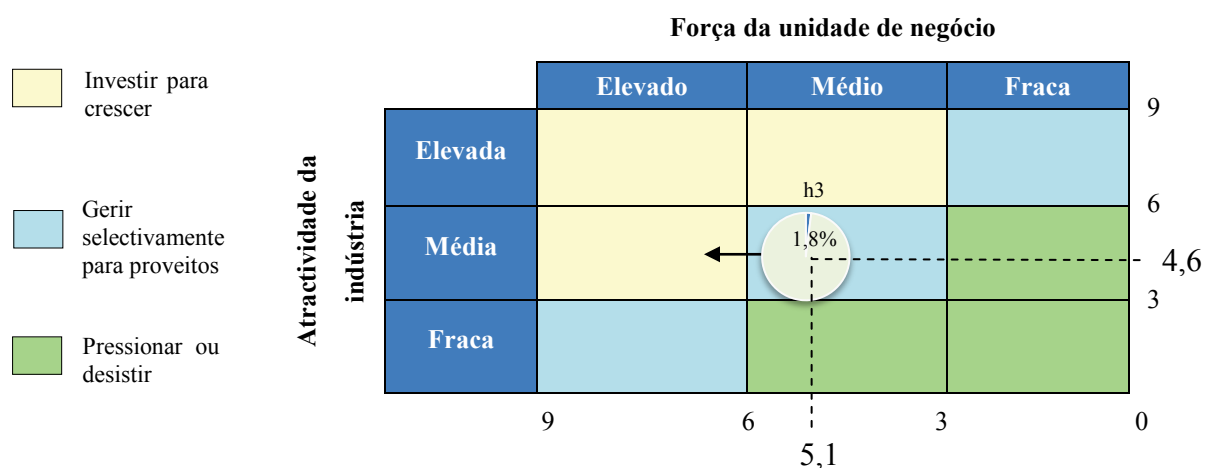 Força da unidade de negócio
Investir para
crescer
Elevado
Médio
Fraca
9
Elevada
h3
6
Gerir
selectivamente
para proveitos
Atractividade da
indústria
Média
1,8%
4,6
3
Pressionar ou
desistir
Fraca
9
6
3
0
5,1